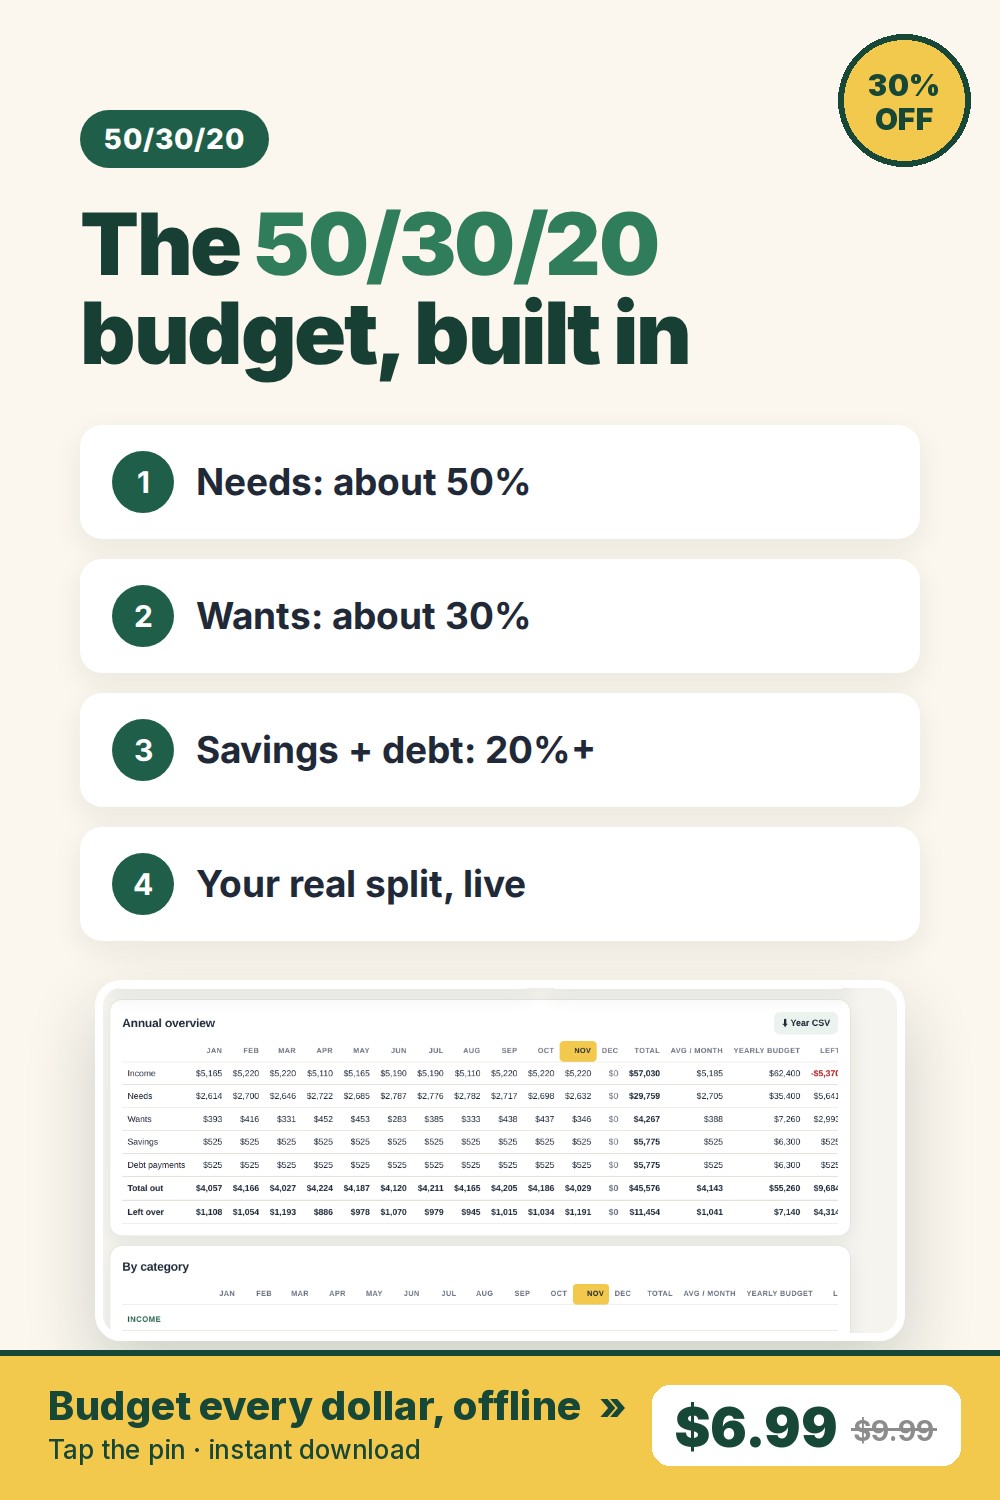 30%
OFF
50/30/20
The 50/30/20
budget, built in
1 Needs: about 50%
2 Wants: about 30%
3 Savings + debt: 20%+
4 Your real split, live
Annual overview
⬇ Year CSV
JAN FEB MAR APR MAY JUN JUL AUG SEP OCT NOV DEC TOTAL AVG / MONTH YEARLY BUDGET LEFT
Income $5,165 $5,220 $5,220 $5,110 $5,165 $5,190 $5,190 $5,110 $5,220 $5,220 $5,220 $0 $57,030 $5,185 $62,400 -$5,370
Needs $2,614 $2,700 $2,646 $2,722 $2,685 $2,787 $2,776 $2,782 $2,717 $2,698 $2,632 $0 $29,759 $2,705 $35,400 $5,641
Wants $393 $416 $331 $452 $453 $283 $385 $333 $438 $437 $346 $0 $4,267 $388 $7,260 $2,993
Savings $525 $525 $525 $525 $525 $525 $525 $525 $525 $525 $525 $0 $5,775 $525 $6,300 $525
Debt payments $525 $525 $525 $525 $525 $525 $525 $525 $525 $525 $525 $0 $5,775 $525 $6,300 $525
Total out $4,057 $4,166 $4,027 $4,224 $4,187 $4,120 $4,211 $4,165 $4,205 $4,186 $4,029 $0 $45,576 $4,143 $55,260 $9,684
Left over $1,108 $1,054 $1,193 $886 $978 $1,070 $979 $945 $1,015 $1,034 $1,191 $0 $11,454 $1,041 $7,140 $4,314
By category
JAN FEB MAR APR MAY JUN JUL AUG SEP OCT NOV DEC TOTAL AVG / MONTH YEARLY BUDGET L
INCOME
Budget every dollar, offline »
Tap the pin · instant download
$6.99 $9.99